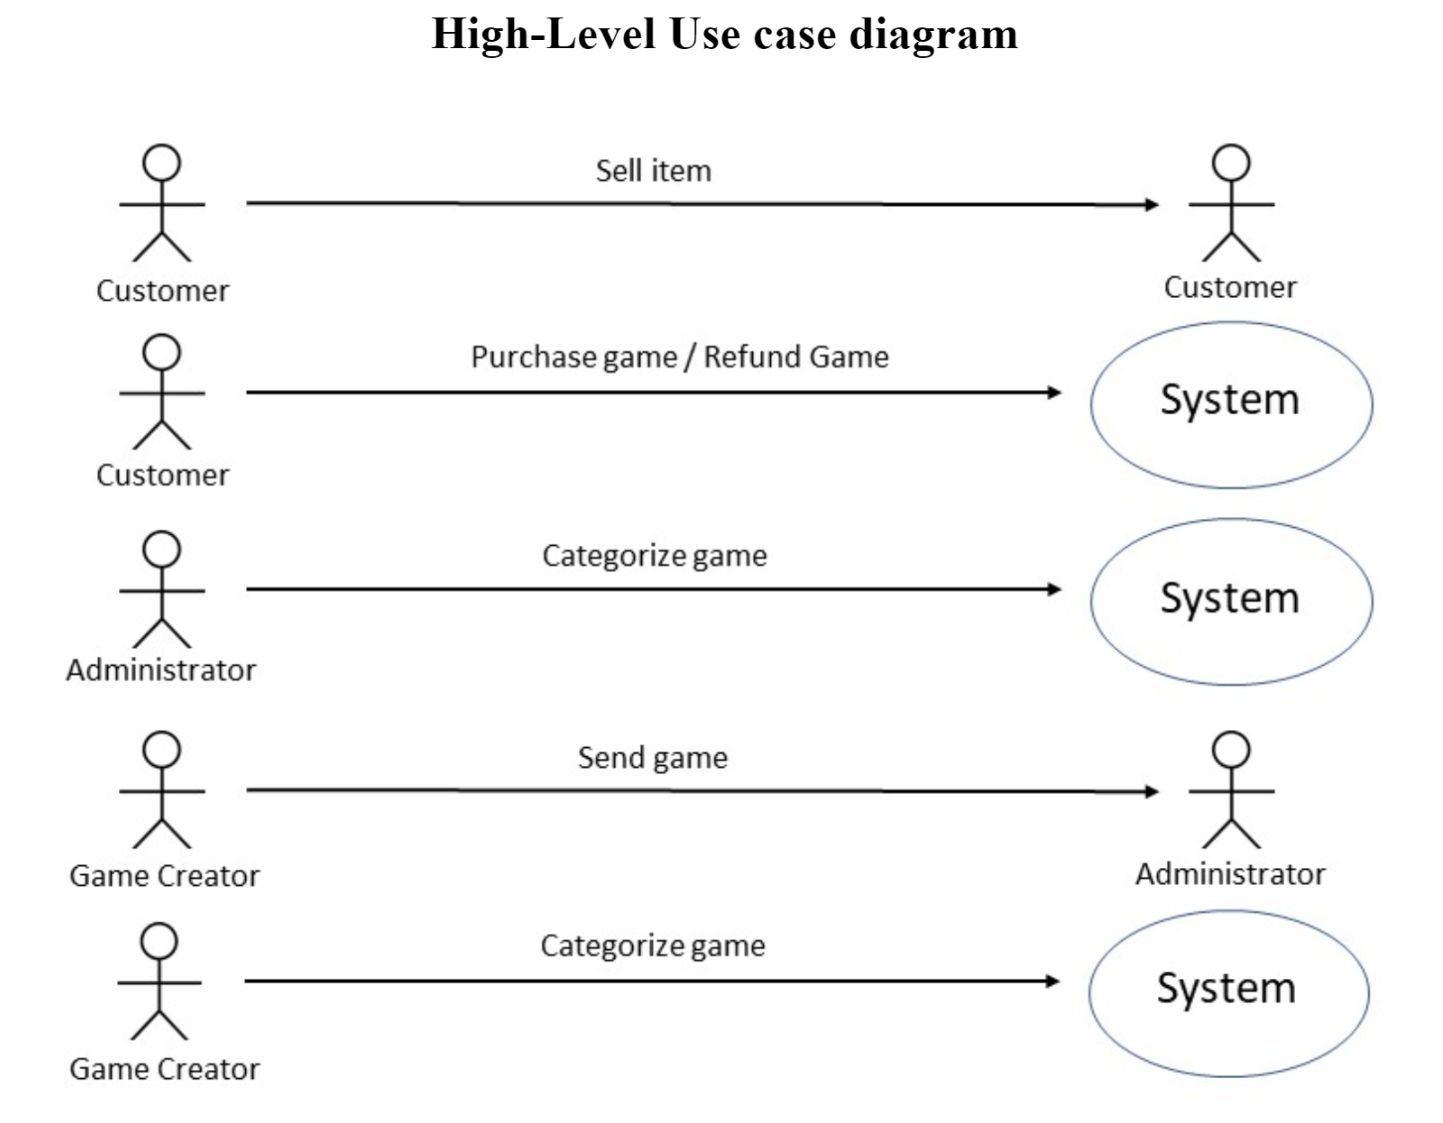 High-Level Use case diagram
Sell item
Customer
Customer
Purchase game / Refund Game
System
Customer
Categorize game
System
Administrator
Send game
Game Creator
Administrator
Categorize game
System
Game Creator